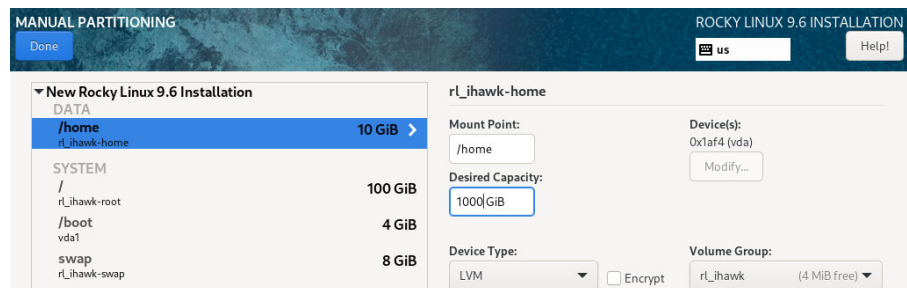 MANUAL PARTITIONING
ROCKY LINUX 9.6 INSTALLATION
Done
us
Help!
New Rocky Linux 9.6 Installation
DATA
/home
10 GiB
rl_ihawk-home
SYSTEM
/
100 GiB
rl_ihawk-root
/boot
4 GiB
vda1
swap
8 GiB
rl_ihawk-swap
rl_ihawk-home
Mount Point:
/home
Desired Capacity:
1000 GiB
Device(s):
0x1af4 (vda)
Modify...
Device Type:
LVM
Encrypt
Volume Group:
rl_ihawk (4 MiB free)